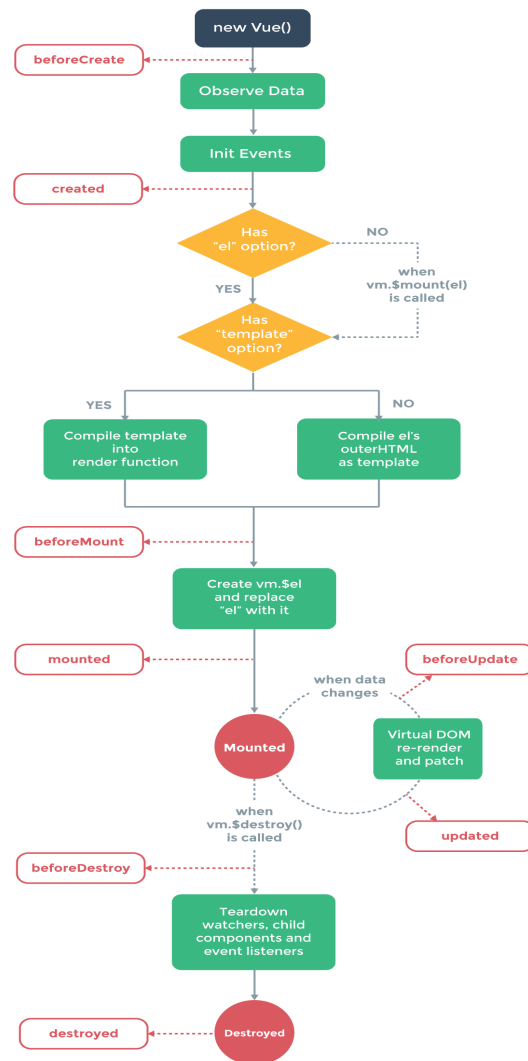 new Vue()
beforeCreate
Observe Data
Init Events
created
Has
"el" option?
NO
when
vm.$mount(el)
is called
YES
Has
"template"
option?
YES
NO
Compile template
into
render function
Compile el's
outerHTML
as template
beforeMount
Create vm.$el
and replace
"el" with it
mounted
beforeUpdate
when data
changes
Mounted
Virtual DOM
re-render
and patch
when
vm.$destroy()
is called
updated
beforeDestroy
Teardown
watchers, child
components and
event listeners
destroyed
Destroyed